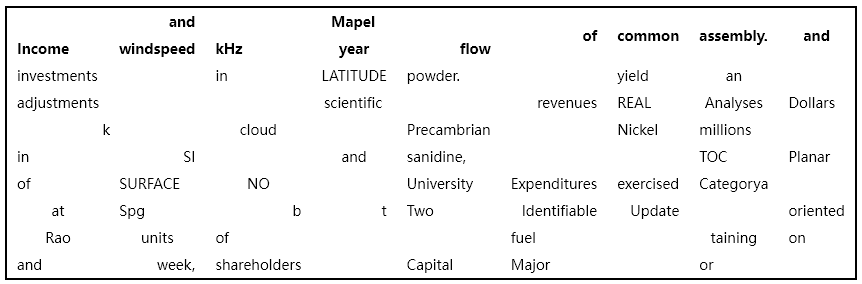 and Mapel
Income windspeed kHz year flow of common assembly. and
investments in LATITUDE powder. yield an
adjustments scientific revenues REAL Analyses Dollars
k cloud Precambrian Nickel millions
in SI and sanidine, TOC Planar
of SURFACE NO University Expenditures exercised Categorya
at Spg b t Two Identifiable Update oriented
Rao units of fuel taining on
and week, shareholders Capital Major or